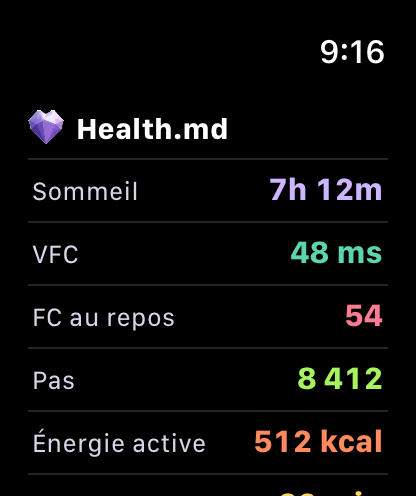 9:16
Health.md
Sommeil 7h 12m
VFC 48 ms
FC au repos 54
Pas 8 412
Énergie active 512 kcal